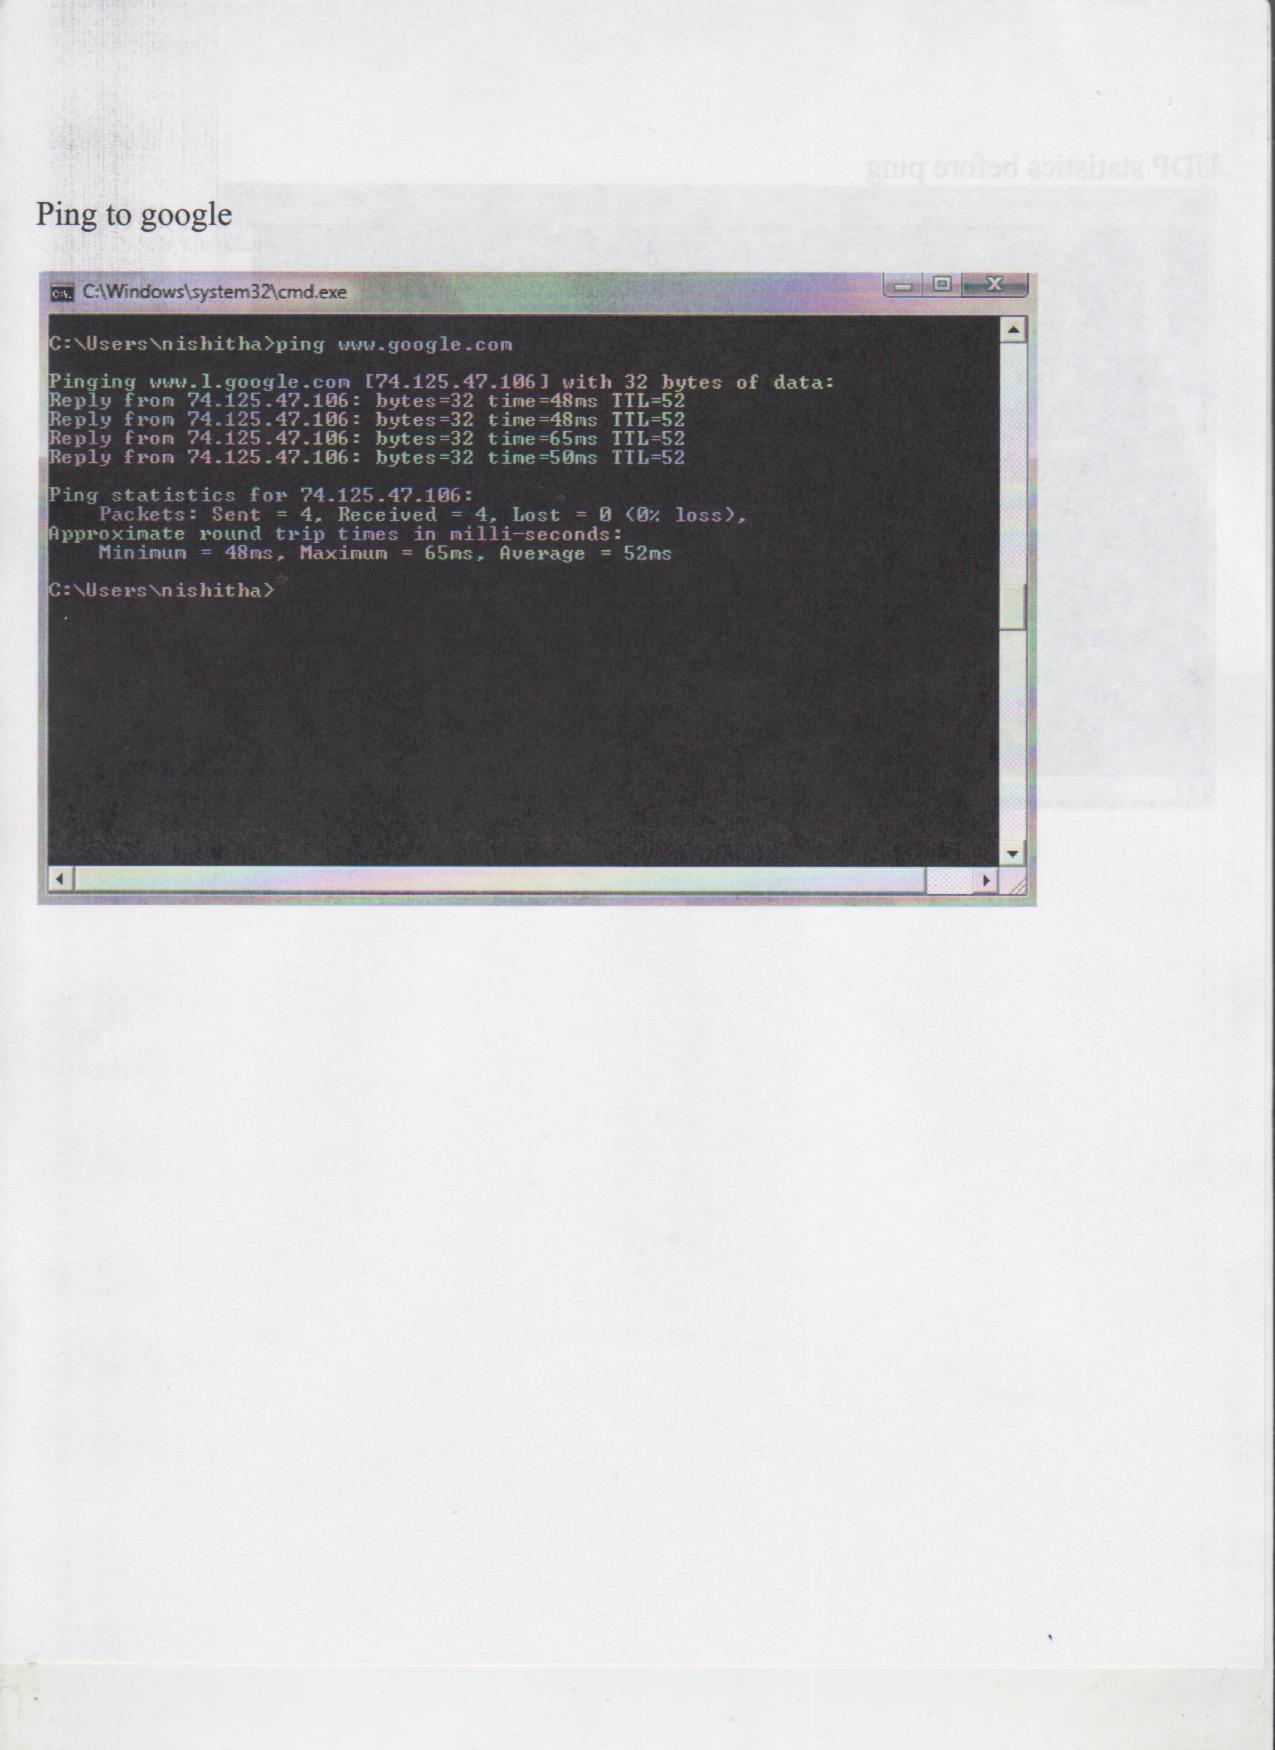 UDP statistics before ping
Ping to google
C:\Windows\system32\cmd.exe
C:\Users\nishitha>ping www.google.com
Pinging www.l.google.com [74.125.47.106] with 32 bytes of data:
Reply from 74.125.47.106: bytes=32 time=48ms TTL=52
Reply from 74.125.47.106: bytes=32 time=48ms TTL=52
Reply from 74.125.47.106: bytes=32 time=65ms TTL=52
Reply from 74.125.47.106: bytes=32 time=50ms TTL=52
Ping statistics for 74.125.47.106:
    Packets: Sent = 4, Received = 4, Lost = 0 (0% loss),
Approximate round trip times in milli-seconds:
    Minimum = 48ms, Maximum = 65ms, Average = 52ms
C:\Users\nishitha>